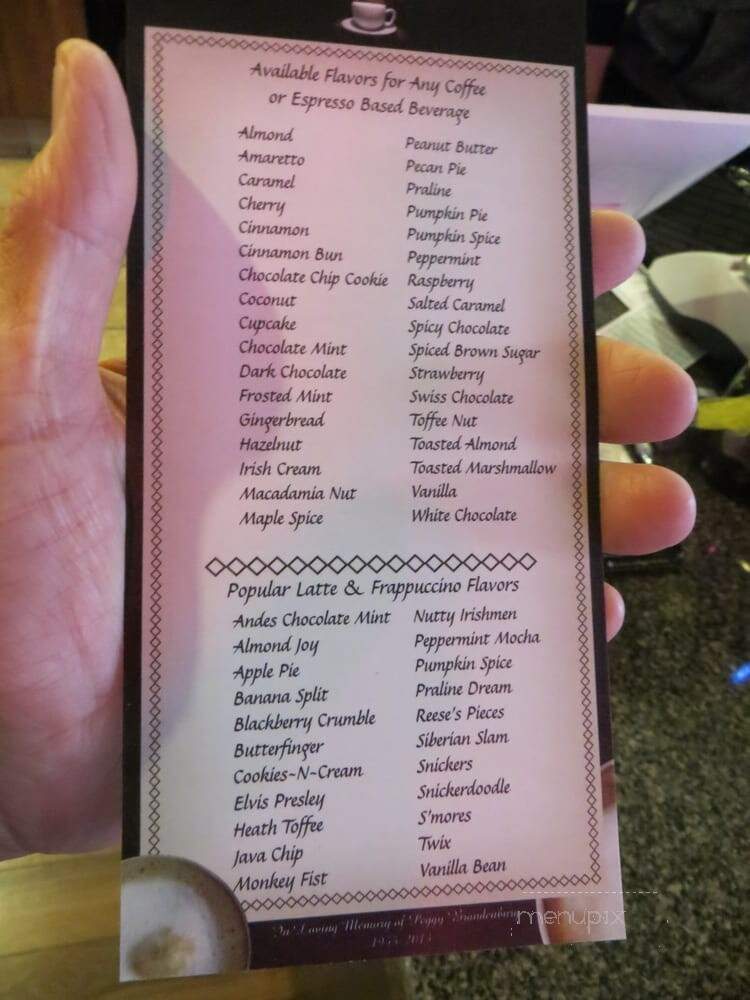 Available Flavors for Any Coffee
or Espresso Based Beverage
Almond
Amaretto
Caramel
Cherry
Cinnamon
Cinnamon Bun
Chocolate Chip Cookie
Coconut
Cupcake
Chocolate Mint
Dark Chocolate
Frosted Mint
Gingerbread
Hazelnut
Irish Cream
Macadamia Nut
Maple Spice
Peanut Butter
Pecan Pie
Praline
Pumpkin Pie
Pumpkin Spice
Peppermint
Raspberry
Salted Caramel
Spicy Chocolate
Spiced Brown Sugar
Strawberry
Swiss Chocolate
Toffee Nut
Toasted Almond
Toasted Marshmallow
Vanilla
White Chocolate
Popular Latte & Frappuccino Flavors
Andes Chocolate Mint
Almond Joy
Apple Pie
Banana Split
Blackberry Crumble
Butterfinger
Cookies~N~Cream
Elvis Presley
Heath Toffee
Java Chip
Monkey Fist
Nutty Irishmen
Peppermint Mocha
Pumpkin Spice
Praline Dream
Reese's Pieces
Siberian Slam
Snickers
Snickerdoodle
S'mores
Twix
Vanilla Bean
In Loving Memory of Peggy Brandenburg
menupix